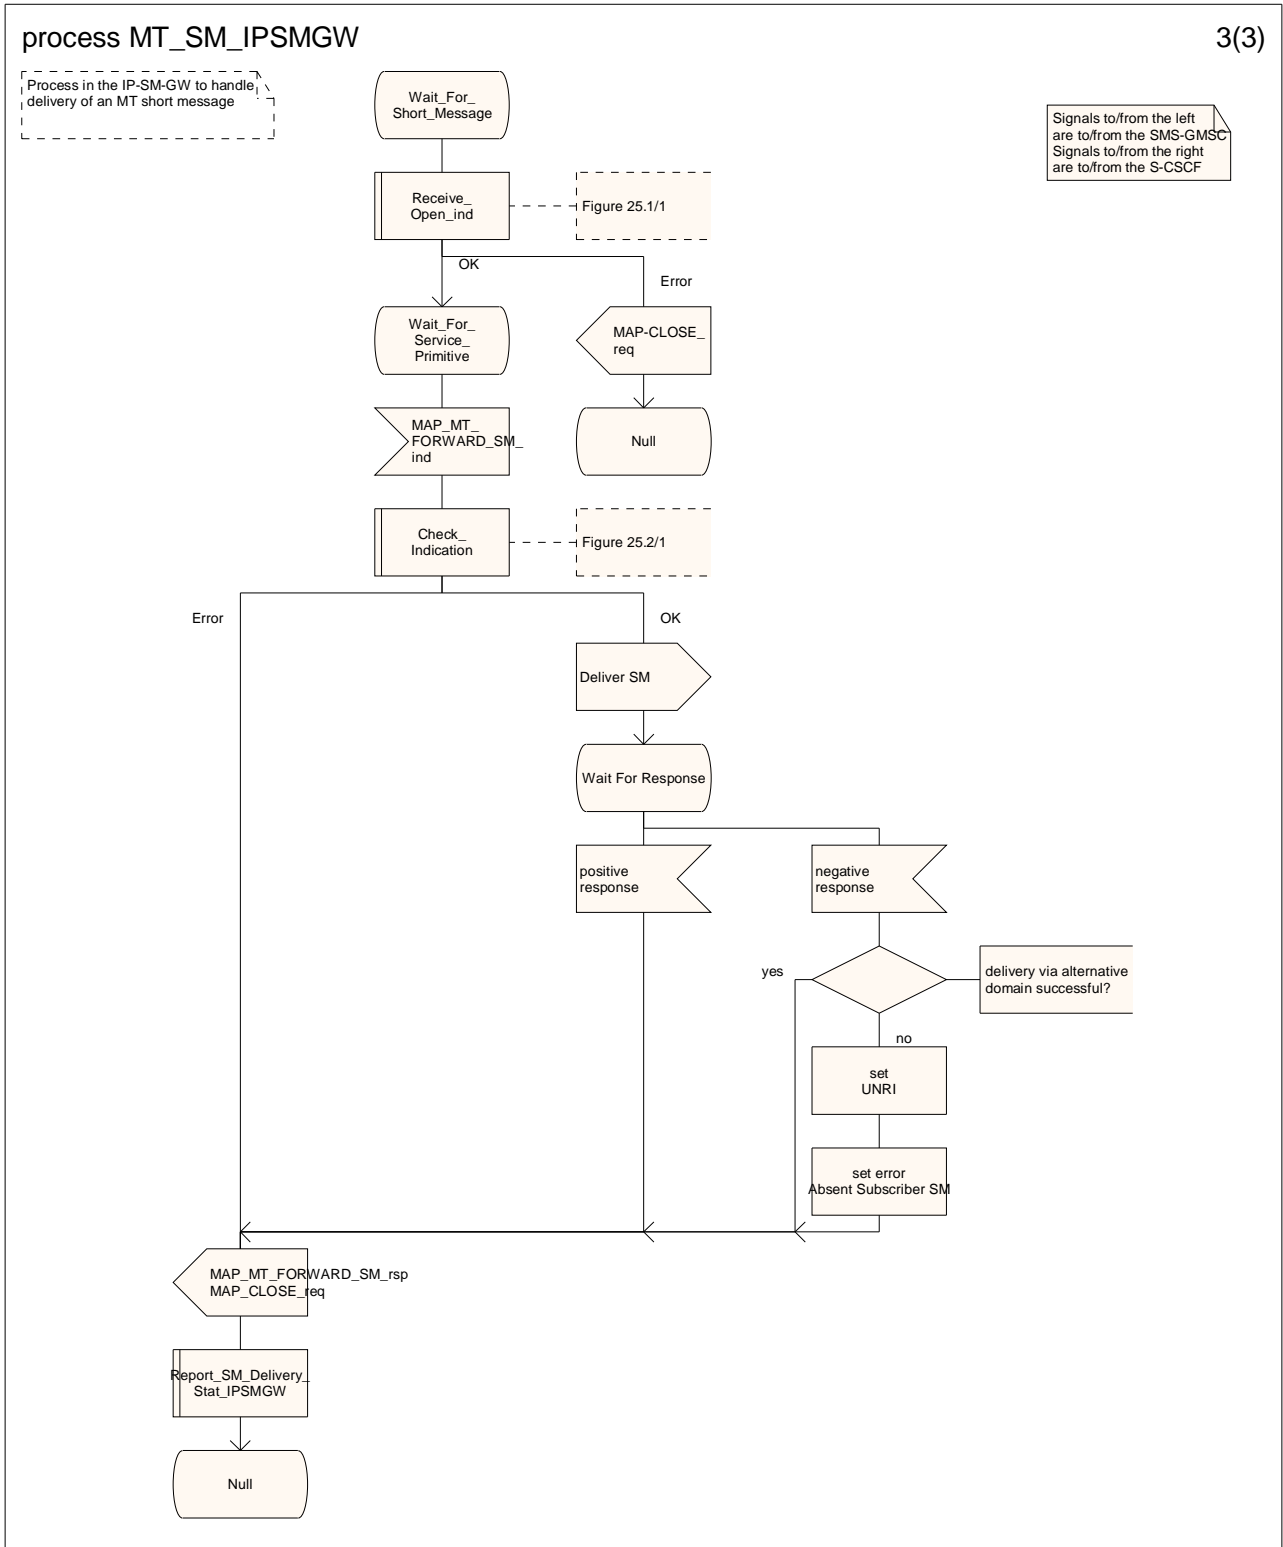 process MT_SM_IPSMGW
3(3)
Process in the IP-SM-GW to handle
delivery of an MT short message
Wait_For_
Short_Message
Signals to/from the left
are to/from the SMS-GMSC
Signals to/from the right
are to/from the S-CSCF
Receive_
Open_ind
Figure 25.1/1
OK
Error
Wait_For_
Service_
Primitive
MAP-CLOSE_
req
MAP_MT_
FORWARD_SM_
ind
Null
Check_
Indication
Figure 25.2/1
Error
OK
Deliver SM
Wait For Response
positive
response
negative
response
yes
delivery via alternative
domain successful?
no
set
UNRI
set error
Absent Subscriber SM
MAP_MT_FORWARD_SM_rsp
MAP_CLOSE_req
Report_SM_Delivery_
Stat_IPSMGW
Null